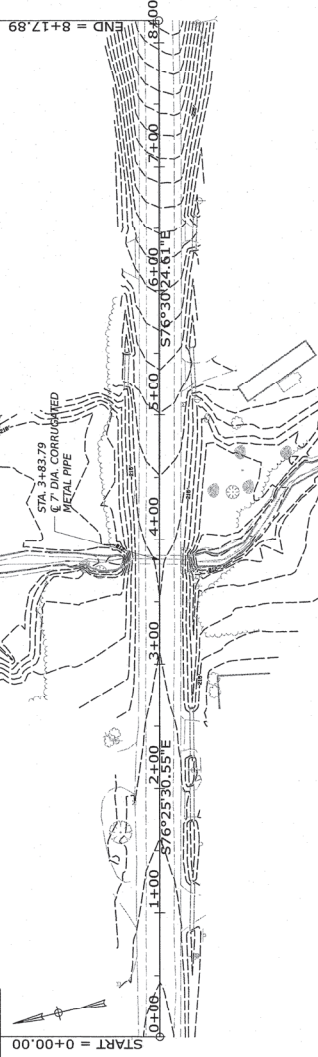 END = 8+17.89
8+00
7+00
6+00
S76°30'24.61"E
5+00
STA. 3+83.79
℄ 7' DIA. CORRUGATED
METAL PIPE
4+00
3+00
2+00
S76°25'30.55"E
1+00
0+00
START = 0+00.00